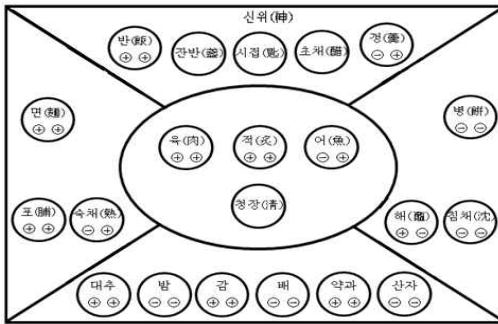 신위(神)
반(飯) 잔반(盞) 시접(匙) 초채(醋) 갱(羹)
⊕ ⊕ ⊖ ⊕
면(麵) 병(餠)
⊕ ⊕ ⊖ ⊖
육(肉) 적(炙) 어(魚)
⊕ ⊕ ⊕ ⊕ ⊖ ⊕
청장(淸)
포(脯) 숙채(熟) 해(醢) 침채(沈)
⊕ ⊕ ⊖ ⊕ ⊕ ⊖ ⊖ ⊖
대추 밤 감 배 약과 산자
⊕ ⊕ ⊖ ⊖ ⊕ ⊕ ⊖ ⊖ ⊕ ⊕ ⊖ ⊖